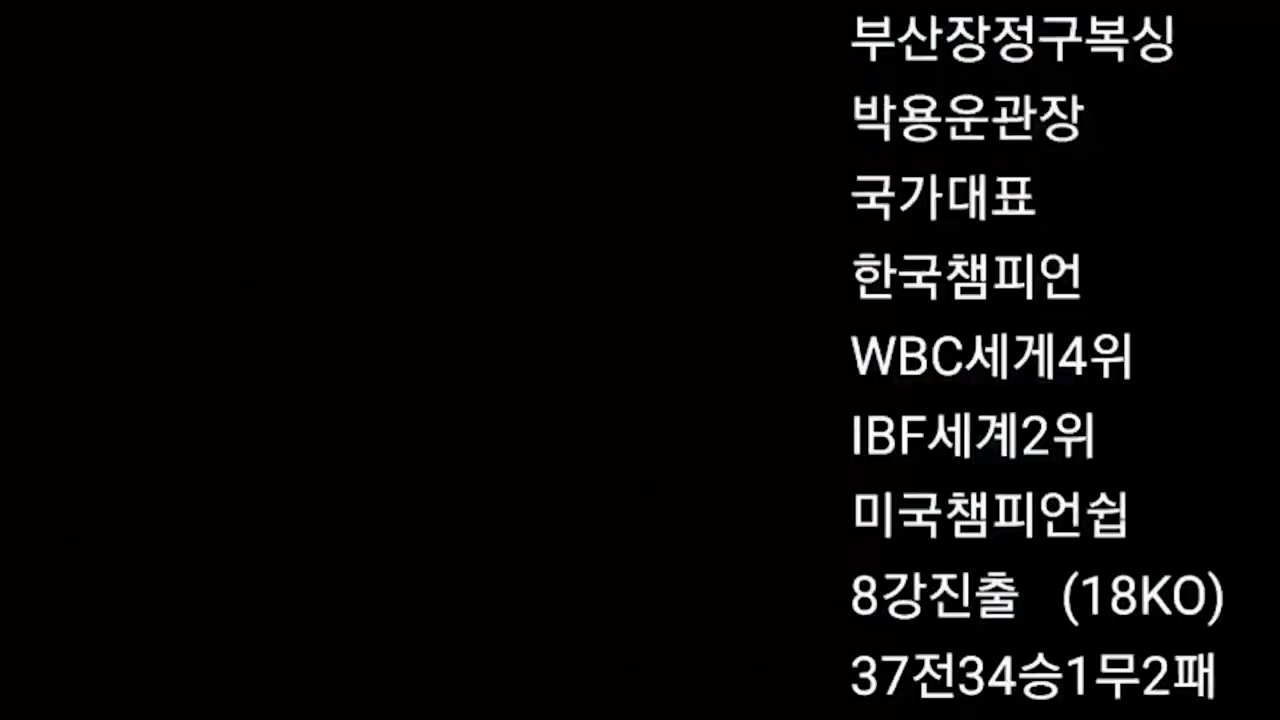 부산장정구복싱
박용운관장
국가대표
한국챔피언
WBC세게4위
IBF세계2위
미국챔피언쉽
8강진출 (18KO)
37전34승1무2패